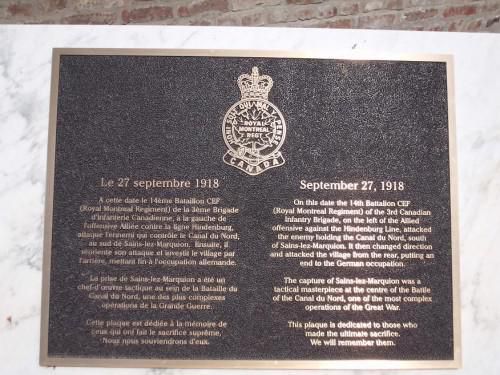 HONI SOIT QUI MAL Y PENSE
ROYAL
MONTREAL
REGT
CANADA
Le 27 septembre 1918
A cette date le 14ème Bataillon CEF
(Royal Montreal Regiment) de la 3ème Brigade
d'Infanterie Canadienne, à la gauche de
l'offensive Alliée contre la ligne Hindenburg,
attaque l'ennemi qui contrôle le Canal du Nord,
au sud de Sains-lez-Marquion. Ensuite, il
réoriente son attaque et investit le village par
l'arrière, mettant fin à l'occupation allemande.
La prise de Sains-lez-Marquion a été un
chef-d'œuvre tactique au sein de la Bataille du
Canal du Nord, une des plus complexes
opérations de la Grande Guerre.
Cette plaque est dédiée à la mémoire de
ceux qui ont fait le sacrifice suprême.
Nous nous souviendrons d'eux.
September 27, 1918
On this date the 14th Battalion CEF
(Royal Montreal Regiment) of the 3rd Canadian
Infantry Brigade, on the left of the Allied
offensive against the Hindenburg Line, attacked
the enemy holding the Canal du Nord, south
of Sains-lez-Marquion. It then changed direction
and attacked the village from the rear, putting an
end to the German occupation.
The capture of Sains-lez-Marquion was a
tactical masterpiece at the centre of the Battle
of the Canal du Nord, one of the most complex
operations of the Great War.
This plaque is dedicated to those who
made the ultimate sacrifice.
We will remember them.